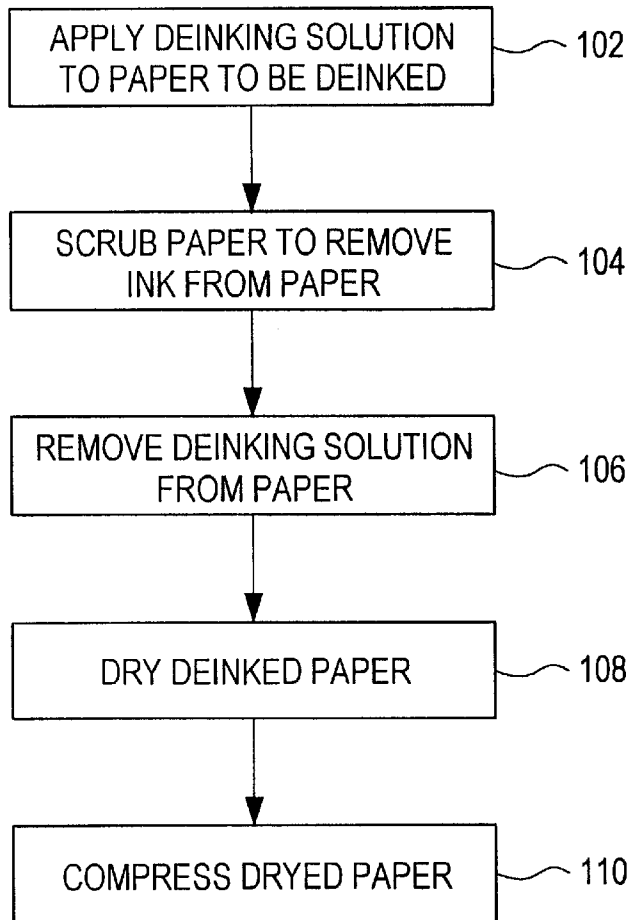 APPLY DEINKING SOLUTION
TO PAPER TO BE DEINKED
102
SCRUB PAPER TO REMOVE
INK FROM PAPER
104
REMOVE DEINKING SOLUTION
FROM PAPER
106
DRY DEINKED PAPER
108
COMPRESS DRYED PAPER
110